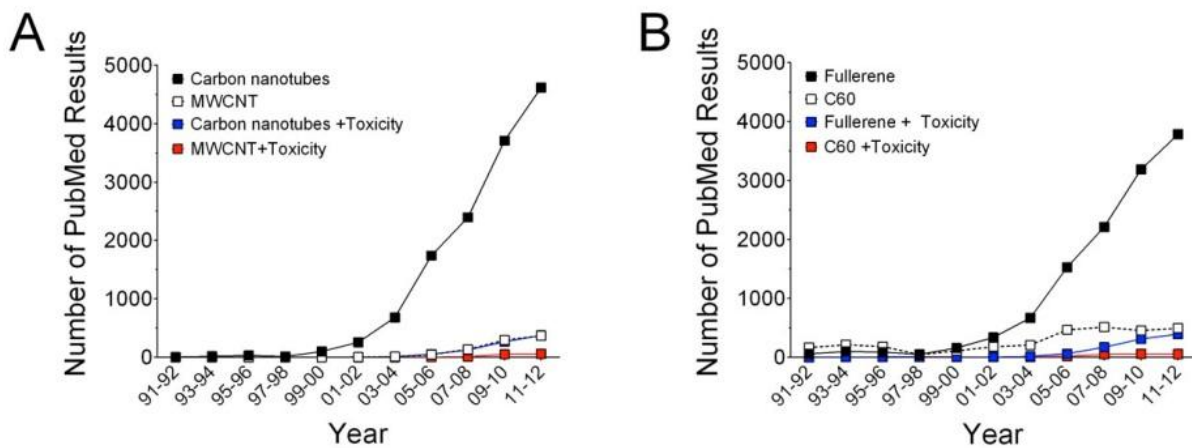 A
Number of PubMed Results
5000
4000
3000
2000
1000
0
Carbon nanotubes
MWCNT
Carbon nanotubes +Toxicity
MWCNT+Toxicity
91-92
93-94
95-96
97-98
99-00
01-02
03-04
05-06
07-08
09-10
11-12
Year
B
Number of PubMed Results
5000
4000
3000
2000
1000
0
Fullerene
C60
Fullerene + Toxicity
C60 +Toxicity
91-92
93-94
95-96
97-98
99-00
01-02
03-04
05-06
07-08
09-10
11-12
Year